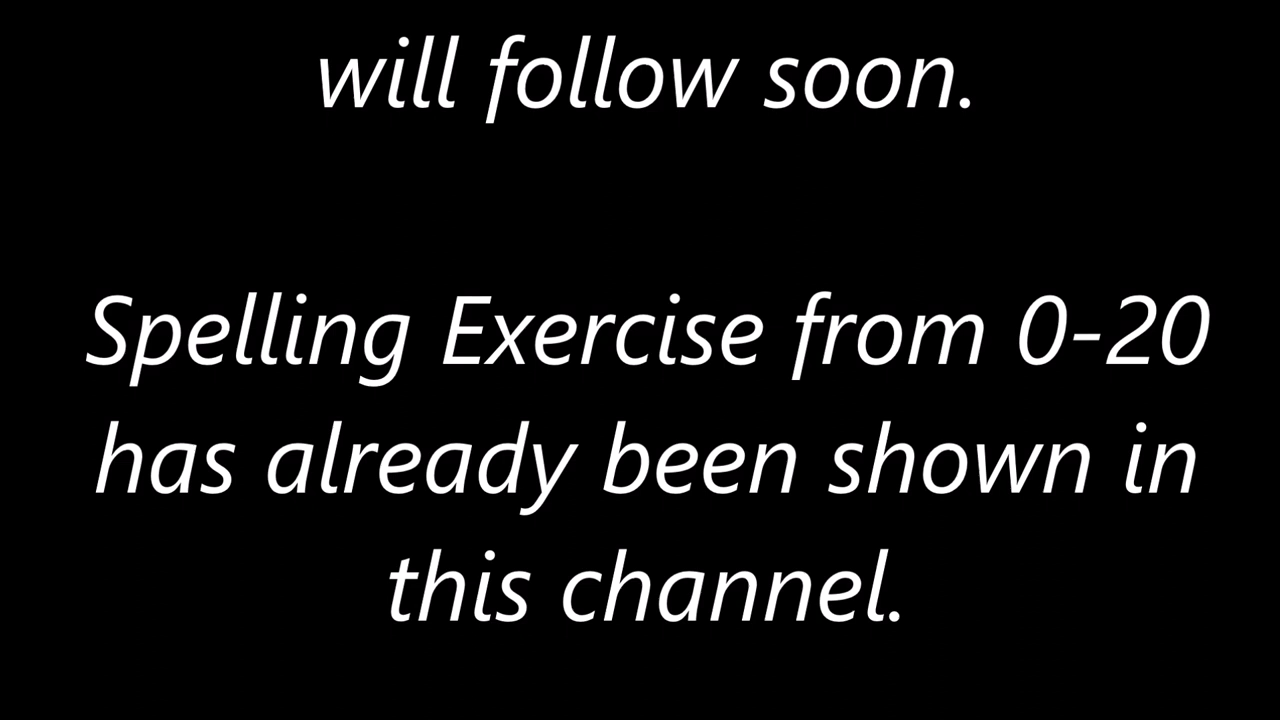 will follow soon.
Spelling Exercise from 0-20
has already been shown in
this channel.